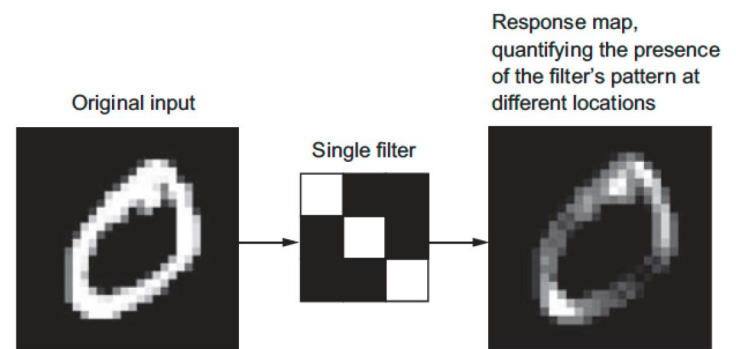 Original input
Single filter
Response map,
quantifying the presence
of the filter's pattern at
different locations